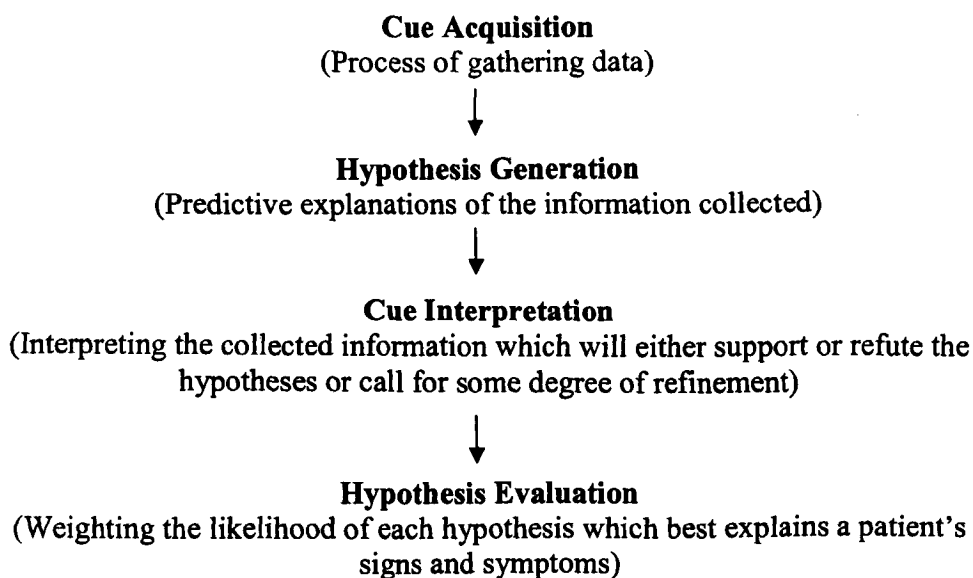 Cue Acquisition
(Process of gathering data)
Hypothesis Generation
(Predictive explanations of the information collected)
Cue Interpretation
(Interpreting the collected information which will either support or refute the
hypotheses or call for some degree of refinement)
Hypothesis Evaluation
(Weighting the likelihood of each hypothesis which best explains a patient's
signs and symptoms)